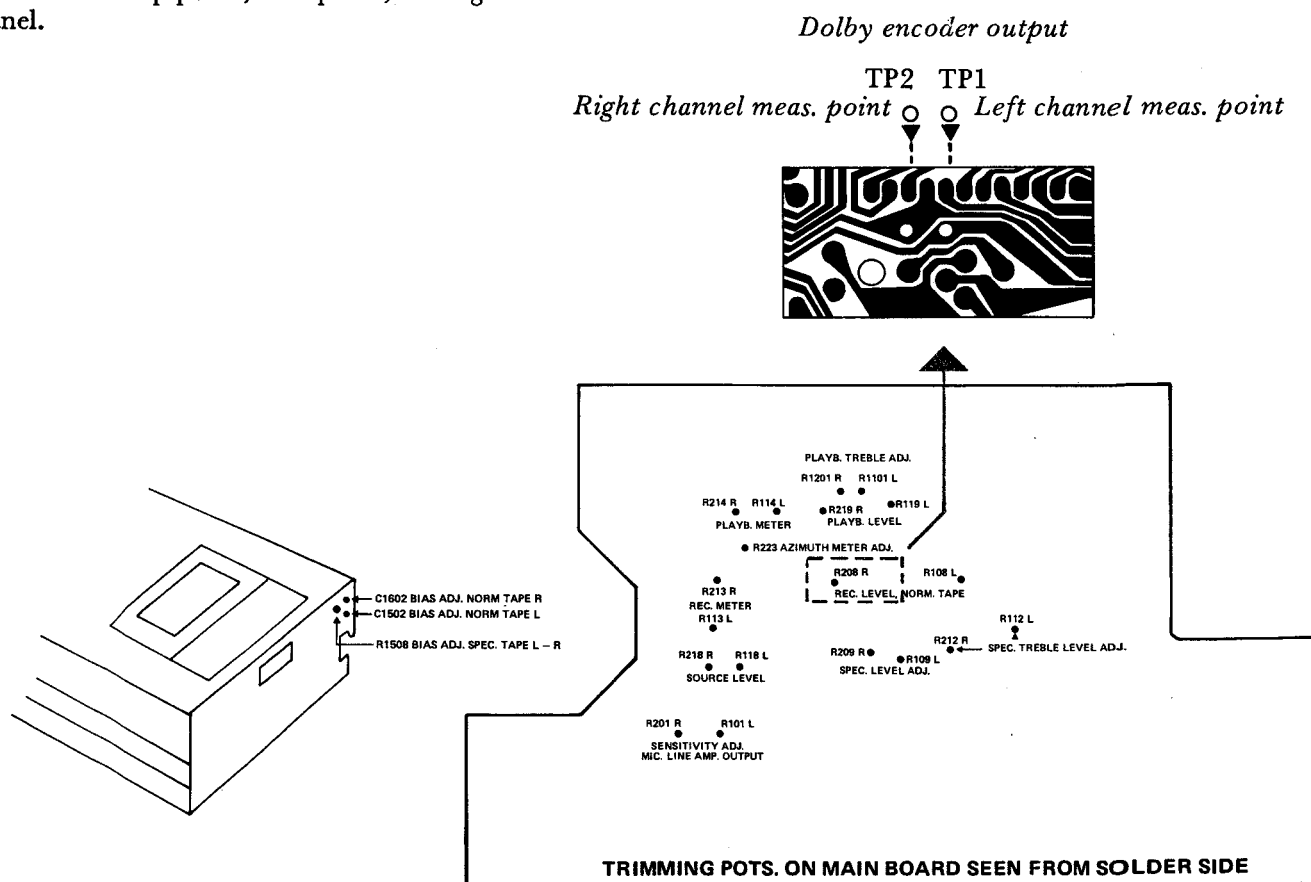 nel.
Dolby encoder output
TP2 TP1
Right channel meas. point
Left channel meas. point
PLAYB. TREBLE ADJ.
R1201 R R1101 L
R214 R R114 L
R219 R
R119 L
PLAYB. METER
PLAYB. LEVEL
R223 AZIMUTH METER ADJ.
R208 R
R108 L
REC. LEVEL, NORM. TAPE
R213 R
REC. METER
R113 L
R112 L
R212 R
SPEC. TREBLE LEVEL ADJ.
R218 R R118 L
SOURCE LEVEL
R209 R
R109 L
SPEC. LEVEL ADJ.
R201 R R101 L
SENSITIVITY ADJ.
MIC. LINE AMP. OUTPUT
C1602 BIAS ADJ. NORM TAPE R
C1502 BIAS ADJ. NORM TAPE L
R1508 BIAS ADJ. SPEC. TAPE L – R
TRIMMING POTS. ON MAIN BOARD SEEN FROM SOLDER SIDE